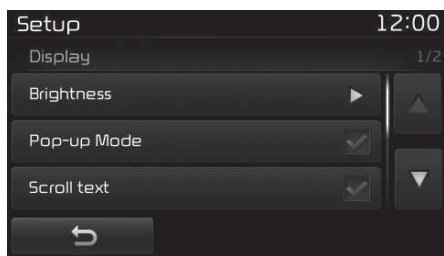 Setup 12:00
Display 1/2
Brightness
Pop-up Mode
Scroll text